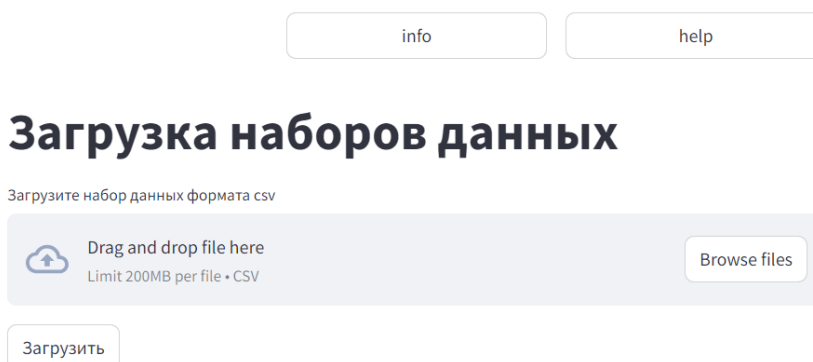 info help
Загрузка наборов данных
Загрузите набор данных формата csv
Drag and drop file here
Limit 200MB per file • CSV
Browse files
Загрузить